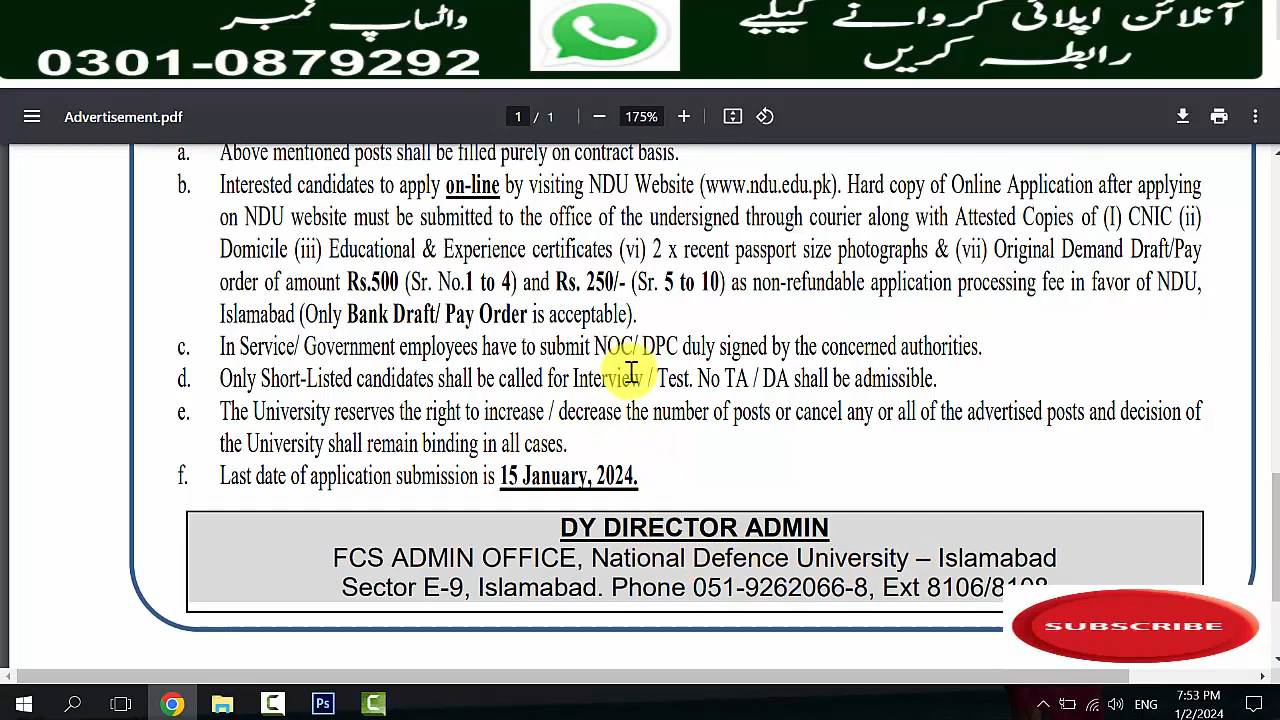 واٹساپ نمبر
0301-0879292
آنلائن اپلائی کروانے کیلیے
رابطہ کریں
Advertisement.pdf
1 / 1
175%
a. Above mentioned posts shall be filled purely on contract basis.
b. Interested candidates to apply on-line by visiting NDU Website (www.ndu.edu.pk). Hard copy of Online Application after applying
on NDU website must be submitted to the office of the undersigned through courier along with Attested Copies of (I) CNIC (ii)
Domicile (iii) Educational & Experience certificates (vi) 2 x recent passport size photographs & (vii) Original Demand Draft/Pay
order of amount Rs.500 (Sr. No.1 to 4) and Rs. 250/- (Sr. 5 to 10) as non-refundable application processing fee in favor of NDU,
Islamabad (Only Bank Draft/ Pay Order is acceptable).
c. In Service/ Government employees have to submit NOC/ DPC duly signed by the concerned authorities.
d. Only Short-Listed candidates shall be called for Interview / Test. No TA / DA shall be admissible.
e. The University reserves the right to increase / decrease the number of posts or cancel any or all of the advertised posts and decision of
the University shall remain binding in all cases.
f. Last date of application submission is 15 January, 2024.
DY DIRECTOR ADMIN
FCS ADMIN OFFICE, National Defence University – Islamabad
Sector E-9, Islamabad. Phone 051-9262066-8, Ext 8106/8108
SUBSCRIBE
Ps
ENG
7:53 PM
1/2/2024